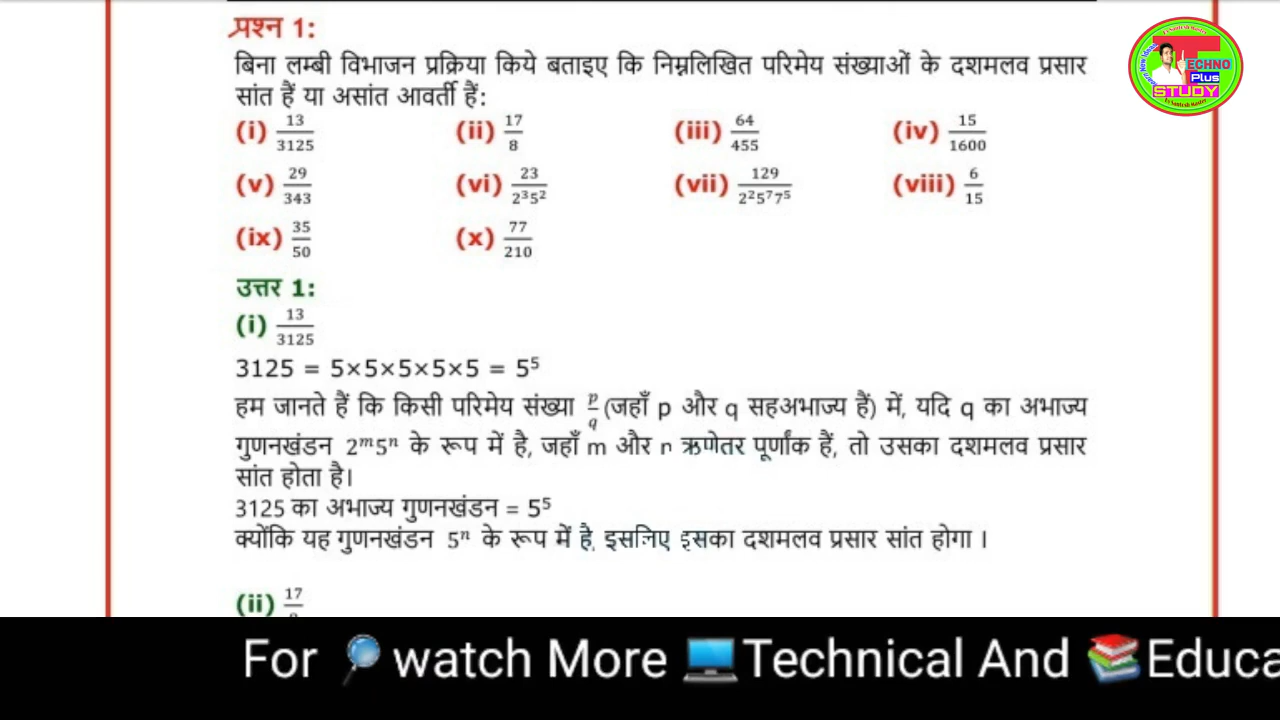 प्रश्न 1:
बिना लम्बी विभाजन प्रक्रिया किये बताइए कि निम्नलिखित परिमेय संख्याओं के दशमलव प्रसार
सांत हैं या असांत आवर्ती हैं:
(i) 13/3125 (ii) 17/8 (iii) 64/455 (iv) 15/1600
(v) 29/343 (vi) 23/2³5² (vii) 129/2²5⁷7⁵ (viii) 6/15
(ix) 35/50 (x) 77/210
उत्तर 1:
(i) 13/3125
3125 = 5×5×5×5×5 = 5⁵
हम जानते हैं कि किसी परिमेय संख्या p/q (जहाँ p और q सहअभाज्य हैं) में, यदि q का अभाज्य
गुणनखंडन 2ᵐ5ⁿ के रूप में है, जहाँ m और n ऋणेतर पूर्णांक हैं, तो उसका दशमलव प्रसार
सांत होता है।
3125 का अभाज्य गुणनखंडन = 5⁵
क्योंकि यह गुणनखंडन 5ⁿ के रूप में है, इसलिए इसका दशमलव प्रसार सांत होगा ।
(ii) 17
For 🔎 watch More 💻 Technical And 📚 Educa
TECHNO
Plus
STUDY